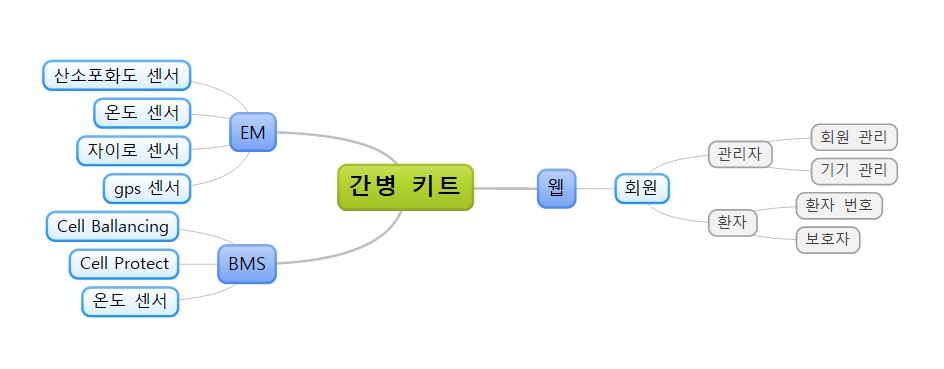 간병 키트
EM
산소포화도 센서
온도 센서
자이로 센서
gps 센서
BMS
Cell Ballancing
Cell Protect
온도 센서
웹
회원
관리자
회원 관리
기기 관리
환자
환자 번호
보호자